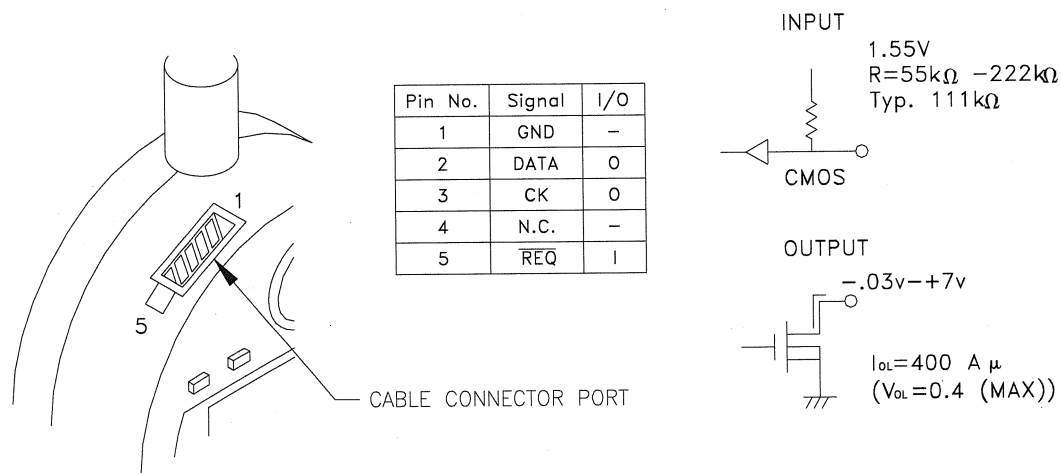 1
5
CABLE CONNECTOR PORT
Pin No. Signal I/O
1 GND -
2 DATA O
3 CK O
4 N.C. -
5 REQ I
INPUT
1.55V
R=55kΩ -222kΩ
Typ. 111kΩ
CMOS
OUTPUT
-.03v-+7v
IOL=400 A μ
(VOL=0.4 (MAX))